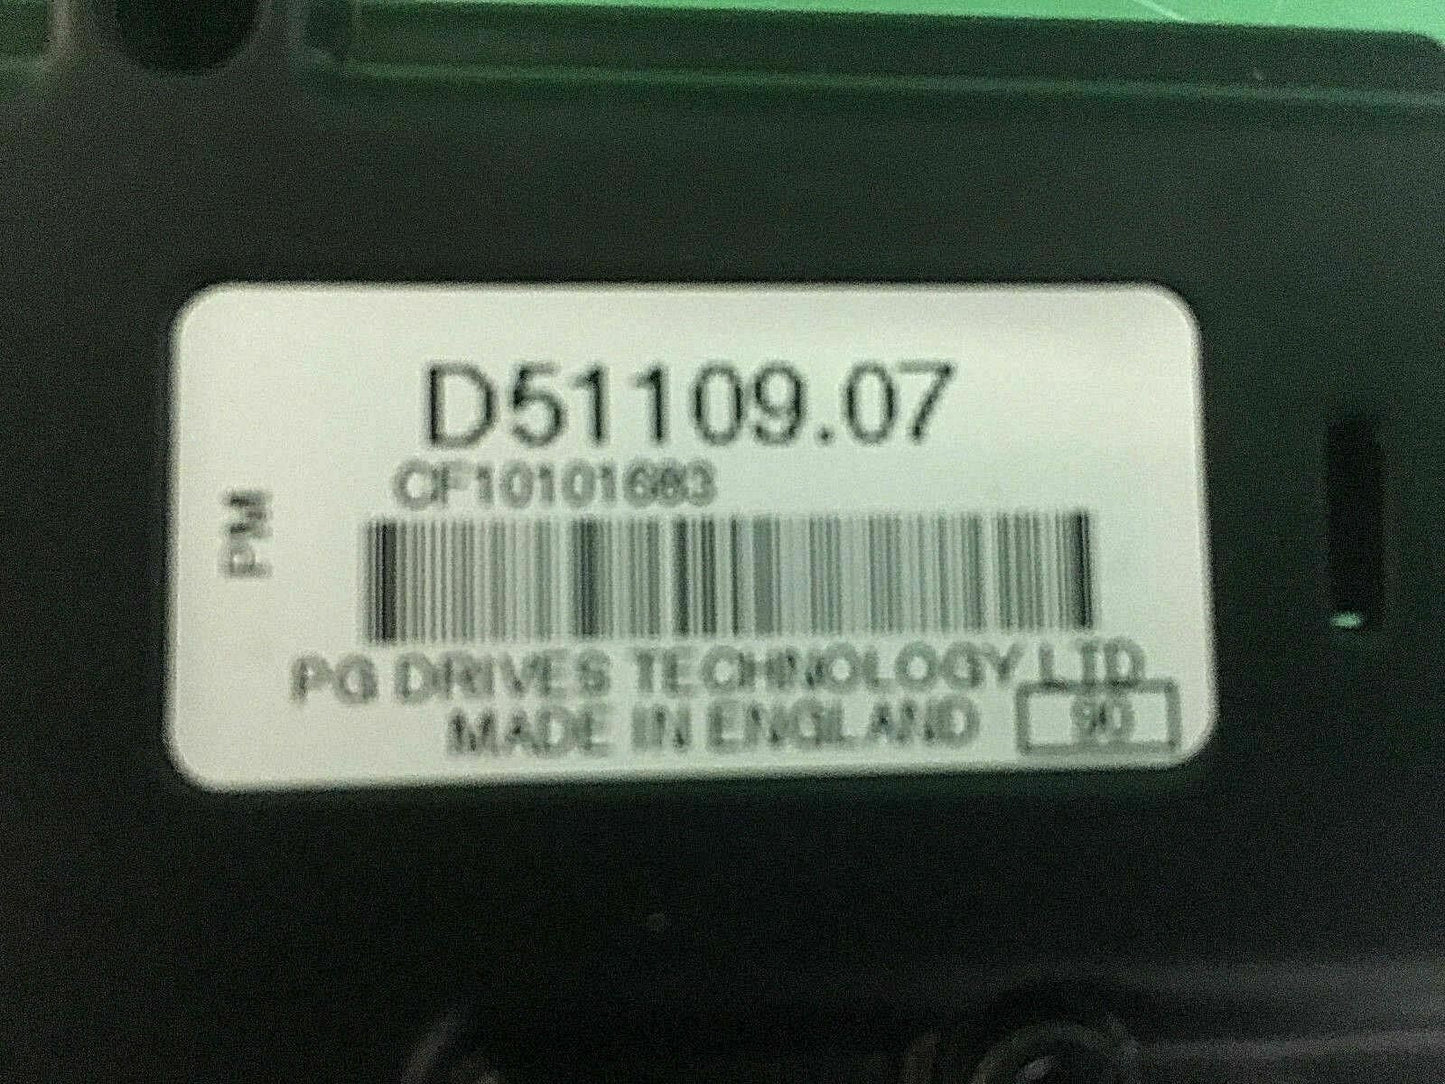 D51109.07
CF10101683
PM
PG DRIVES TECHNOLOGY LTD
MADE IN ENGLAND
90